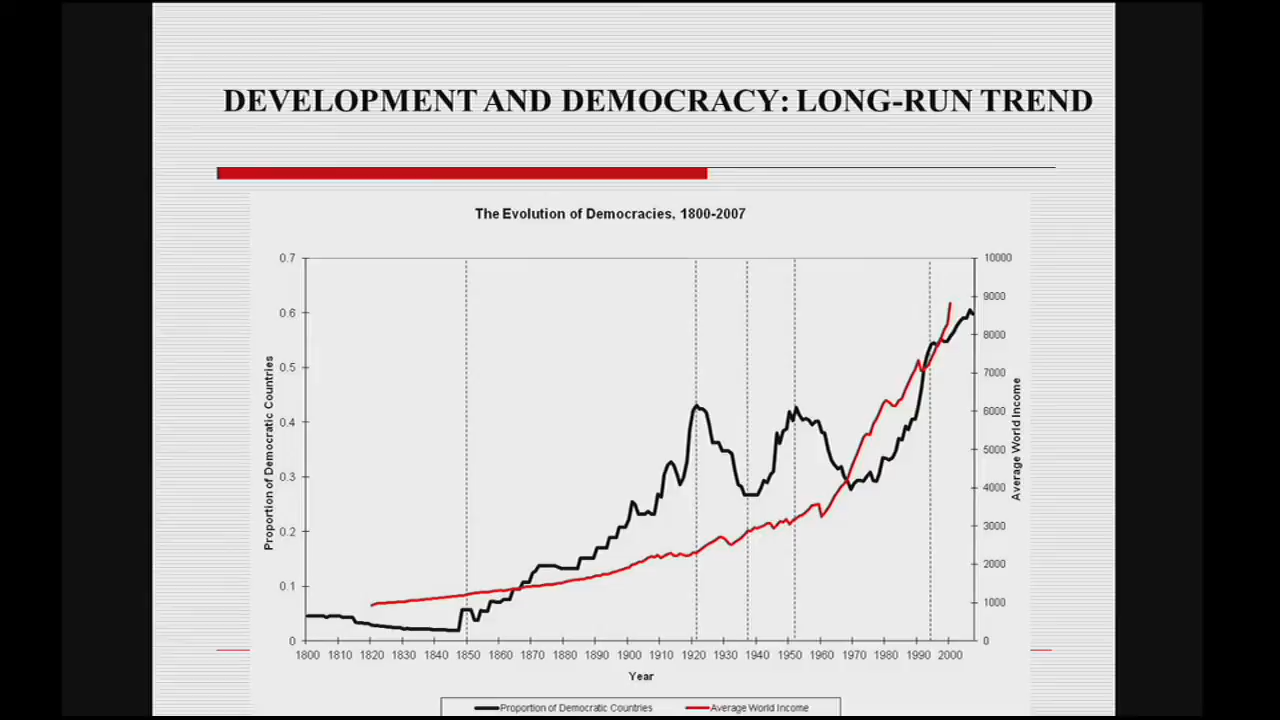 DEVELOPMENT AND DEMOCRACY: LONG-RUN TREND
The Evolution of Democracies, 1800-2007
0.7
0.6
0.5
0.4
0.3
0.2
0.1
0
Proportion of Democratic Countries
10000
9000
8000
7000
6000
5000
4000
3000
2000
1000
0
Average World Income
1800 1810 1820 1830 1840 1850 1860 1870 1880 1890 1900 1910 1920 1930 1940 1950 1960 1970 1980 1990 2000
Year
Proportion of Democratic Countries Average World Income